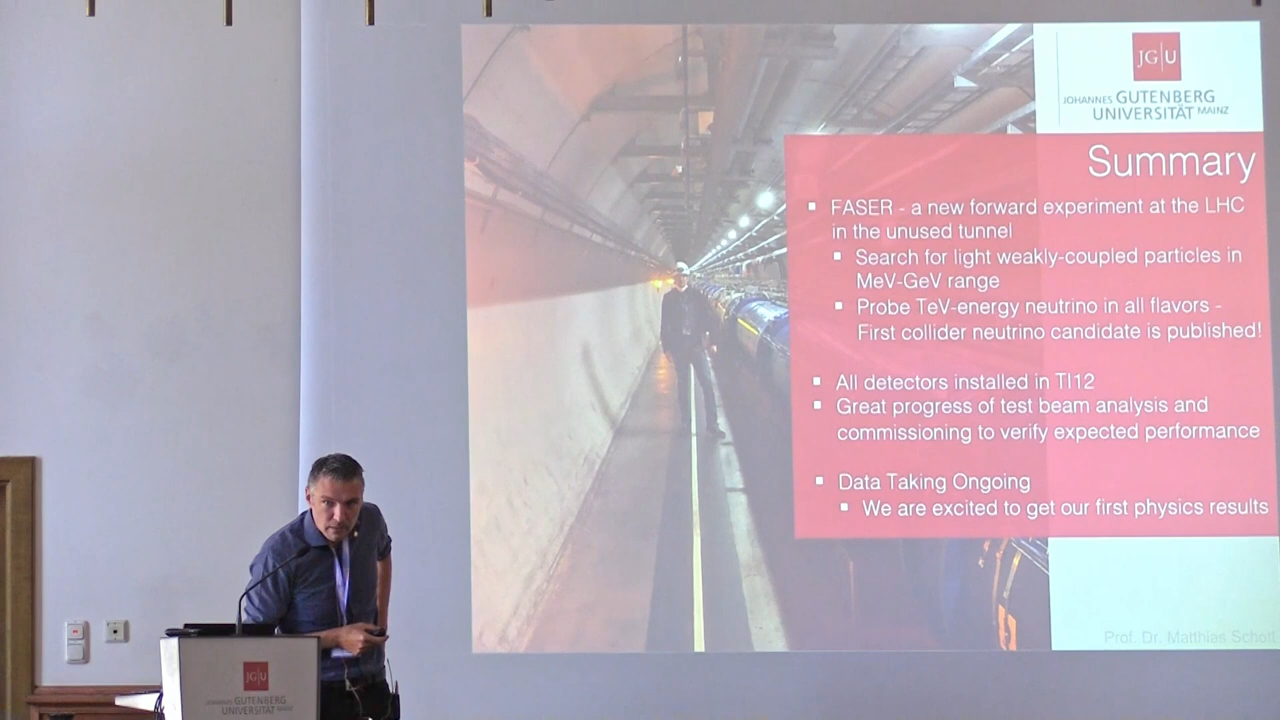 JG|U
JOHANNES GUTENBERG
UNIVERSITÄT MAINZ
Summary
▪ FASER - a new forward experiment at the LHC
in the unused tunnel
▪ Search for light weakly-coupled particles in
MeV-GeV range
▪ Probe TeV-energy neutrino in all flavors -
First collider neutrino candidate is published!
▪ All detectors installed in TI12
▪ Great progress of test beam analysis and
commissioning to verify expected performance
▪ Data Taking Ongoing
▪ We are excited to get our first physics results
Prof. Dr. Matthias Schott
JG|U
JOHANNES GUTENBERG
UNIVERSITÄT MAINZ